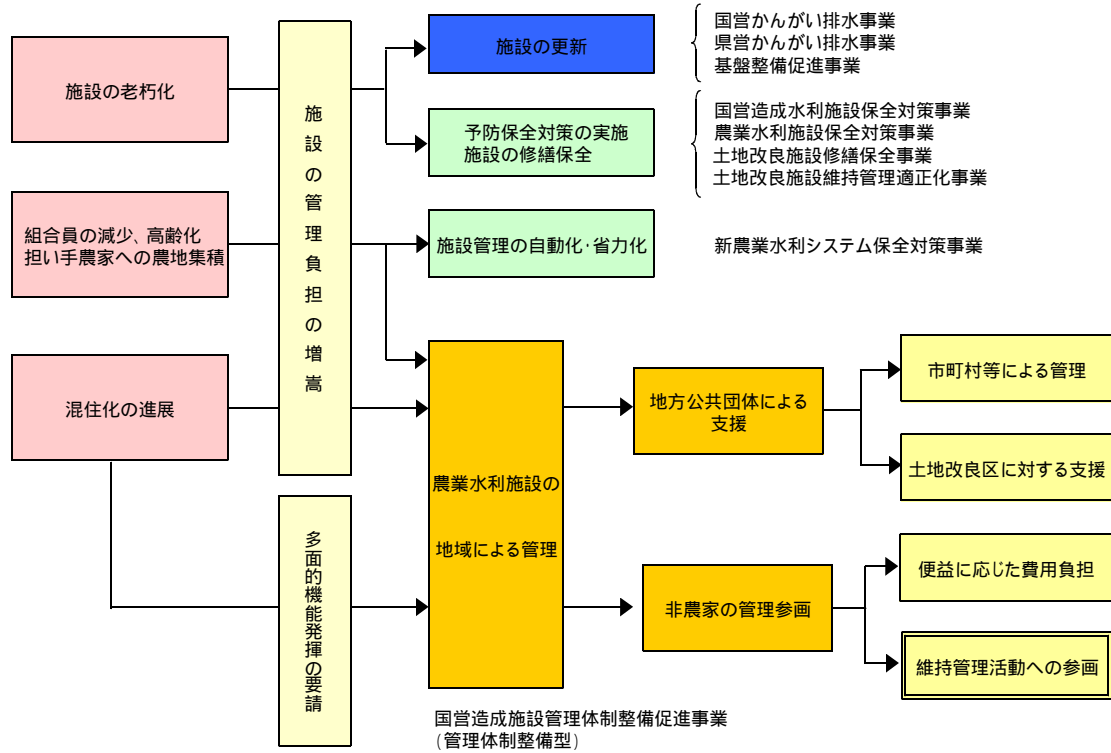 施設の老朽化
組合員の減少、高齢化
担い手農家への農地集積
混住化の進展
施設の管理負担の増嵩
多面的機能発揮の要請
施設の更新
国営かんがい排水事業
県営かんがい排水事業
基盤整備促進事業
予防保全対策の実施
施設の修繕保全
国営造成水利施設保全対策事業
農業水利施設保全対策事業
土地改良施設修繕保全事業
土地改良施設維持管理適正化事業
施設管理の自動化・省力化
新農業水利システム保全対策事業
農業水利施設の
地域による管理
国営造成施設管理体制整備促進事業
(管理体制整備型)
地方公共団体による
支援
市町村等による管理
土地改良区に対する支援
非農家の管理参画
便益に応じた費用負担
維持管理活動への参画